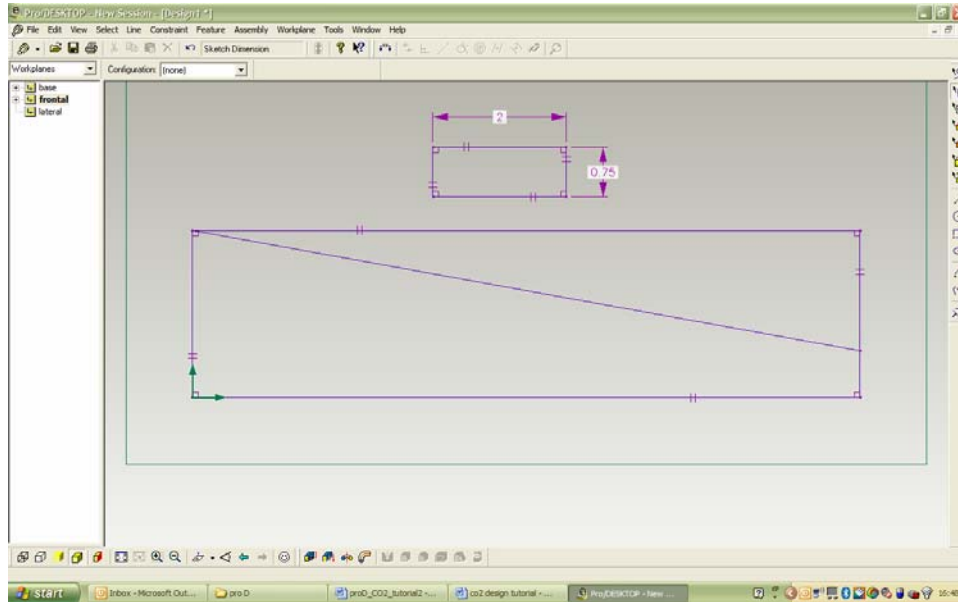 Pro/DESKTOP - New Session - [Design1 *]
File Edit View Select Line Constraint Feature Assembly Workplane Tools Window Help
Sketch Dimension
Workplanes
Configuration: (none)
base
frontal
lateral
2
0.75
start
Inbox - Microsoft Out...
pro D
proD_CO2_tutorial2 -...
co2 design tutorial - ...
Pro/DESKTOP - New ...